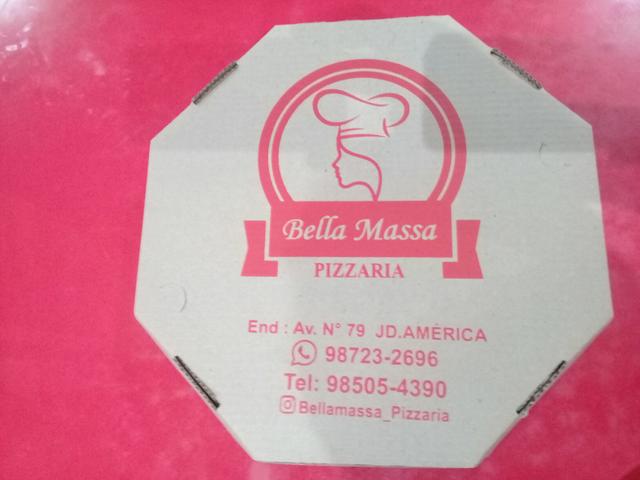 Bella Massa
PIZZARIA
End : Av. N° 79 JD.AMÉRICA
98723-2696
Tel: 98505-4390
Bellamassa_Pizzaria